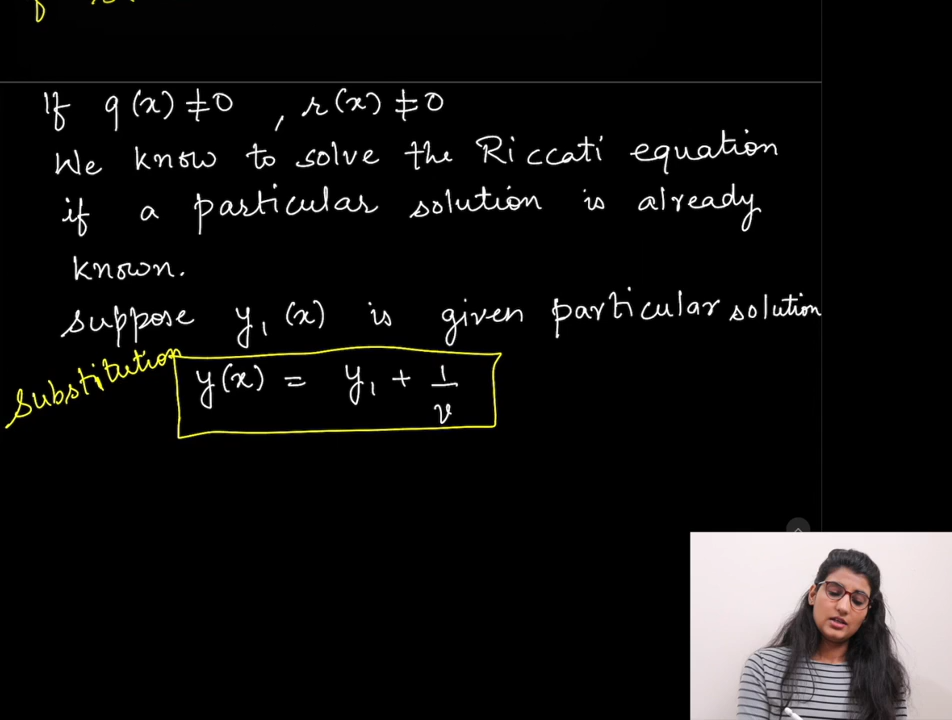 If q(x) ≠ 0 , r(x) ≠ 0
We know to solve the Riccati equation
if a particular solution is already
known.
suppose y₁(x) is given particular solution
substitution y(x) = y₁ + 1/v